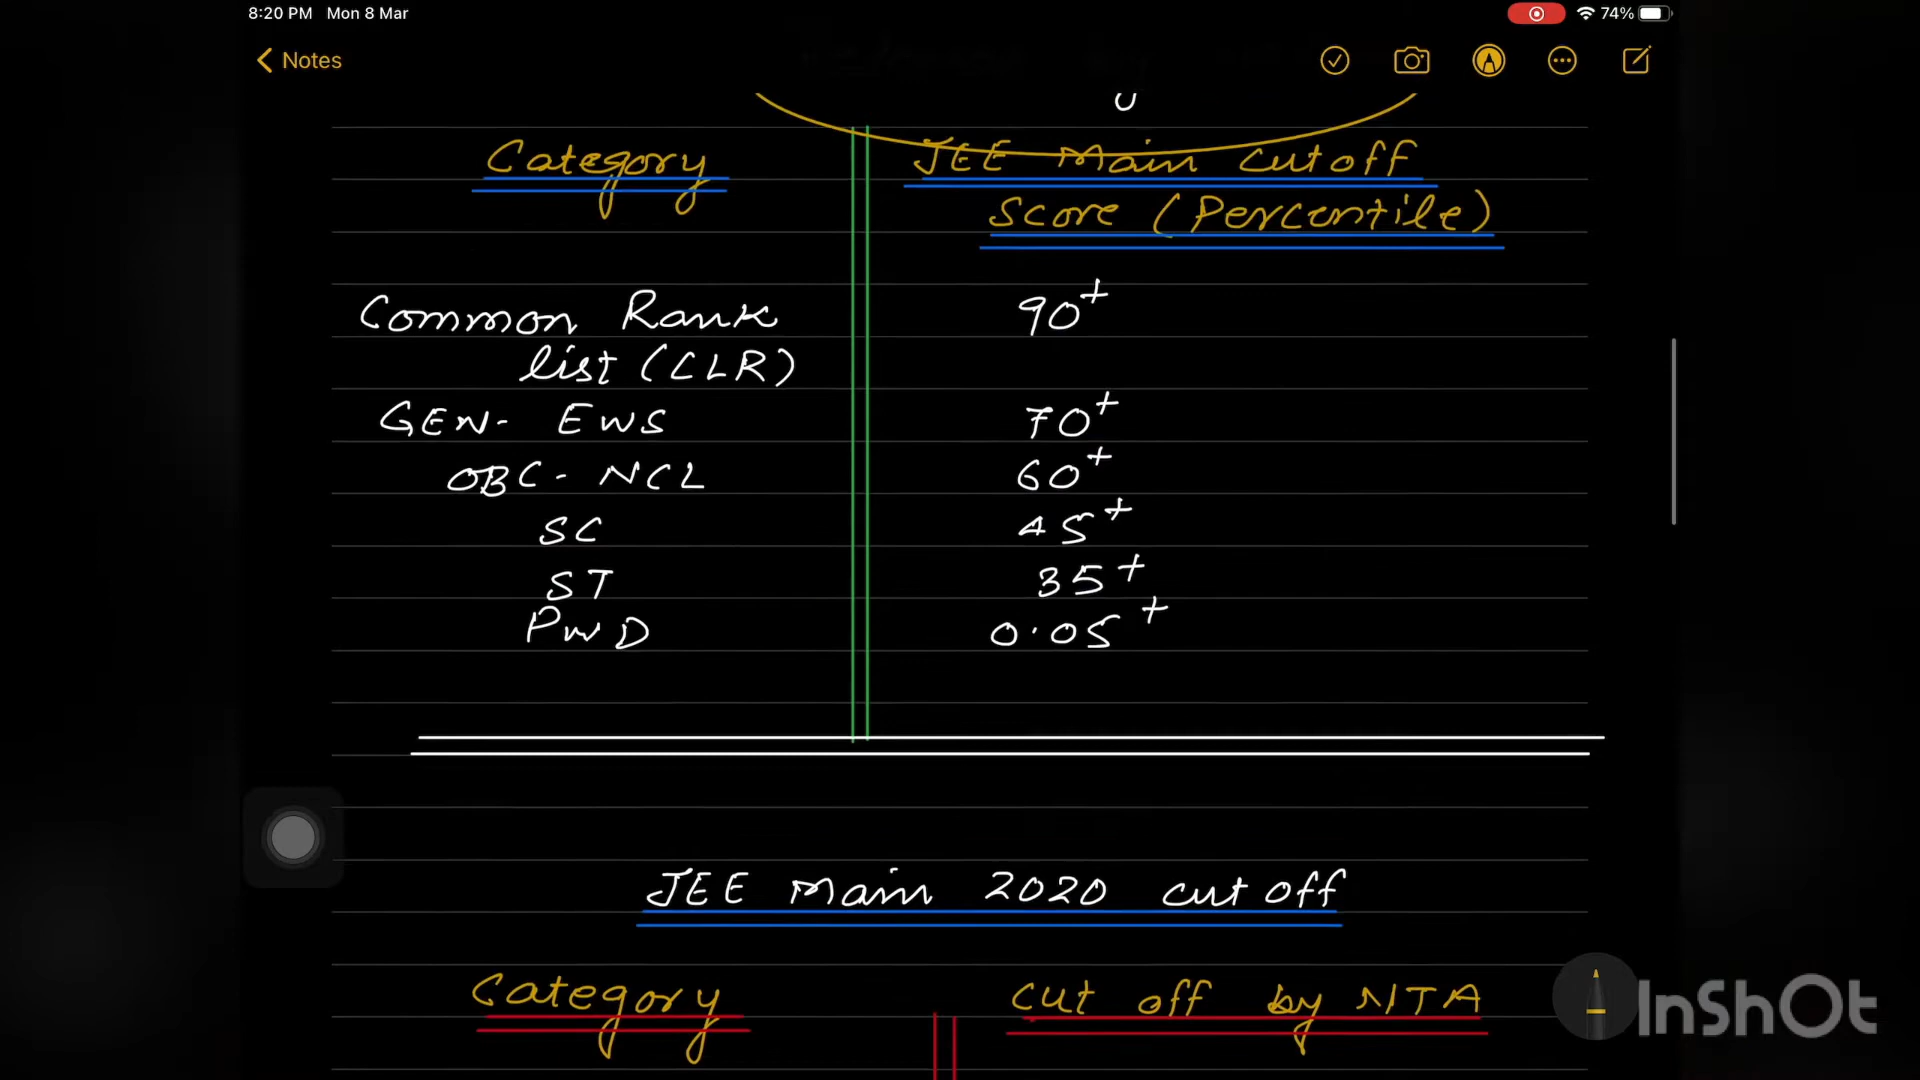 8:20 PM Mon 8 Mar 74%
Notes
Category JEE Main Cutoff
Score (Percentile)
Common Rank 90+
list (CLR)
GEN- EWS 70+
OBC- NCL 60+
SC 45+
ST 35+
PWD 0.05+
JEE Main 2020 cut off
Category cut off by NTA
InShOt